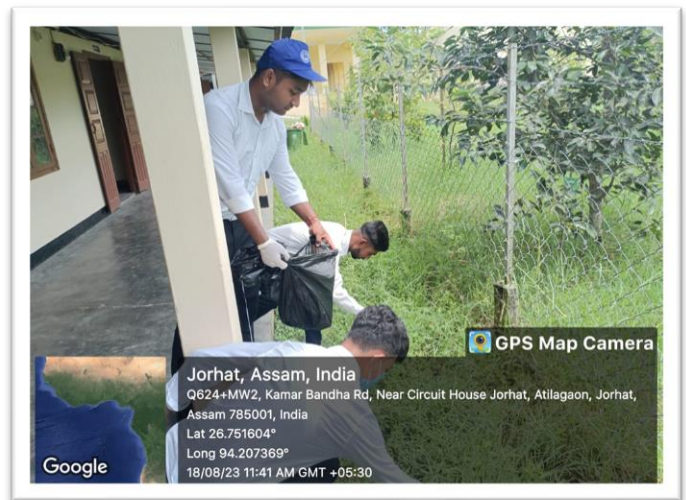 GPS Map Camera
Jorhat, Assam, India
Q624+MW2, Kamar Bandha Rd, Near Circuit House Jorhat, Atilagaon, Jorhat,
Assam 785001, India
Lat 26.751604°
Long 94.207369°
18/08/23 11:41 AM GMT +05:30
Google